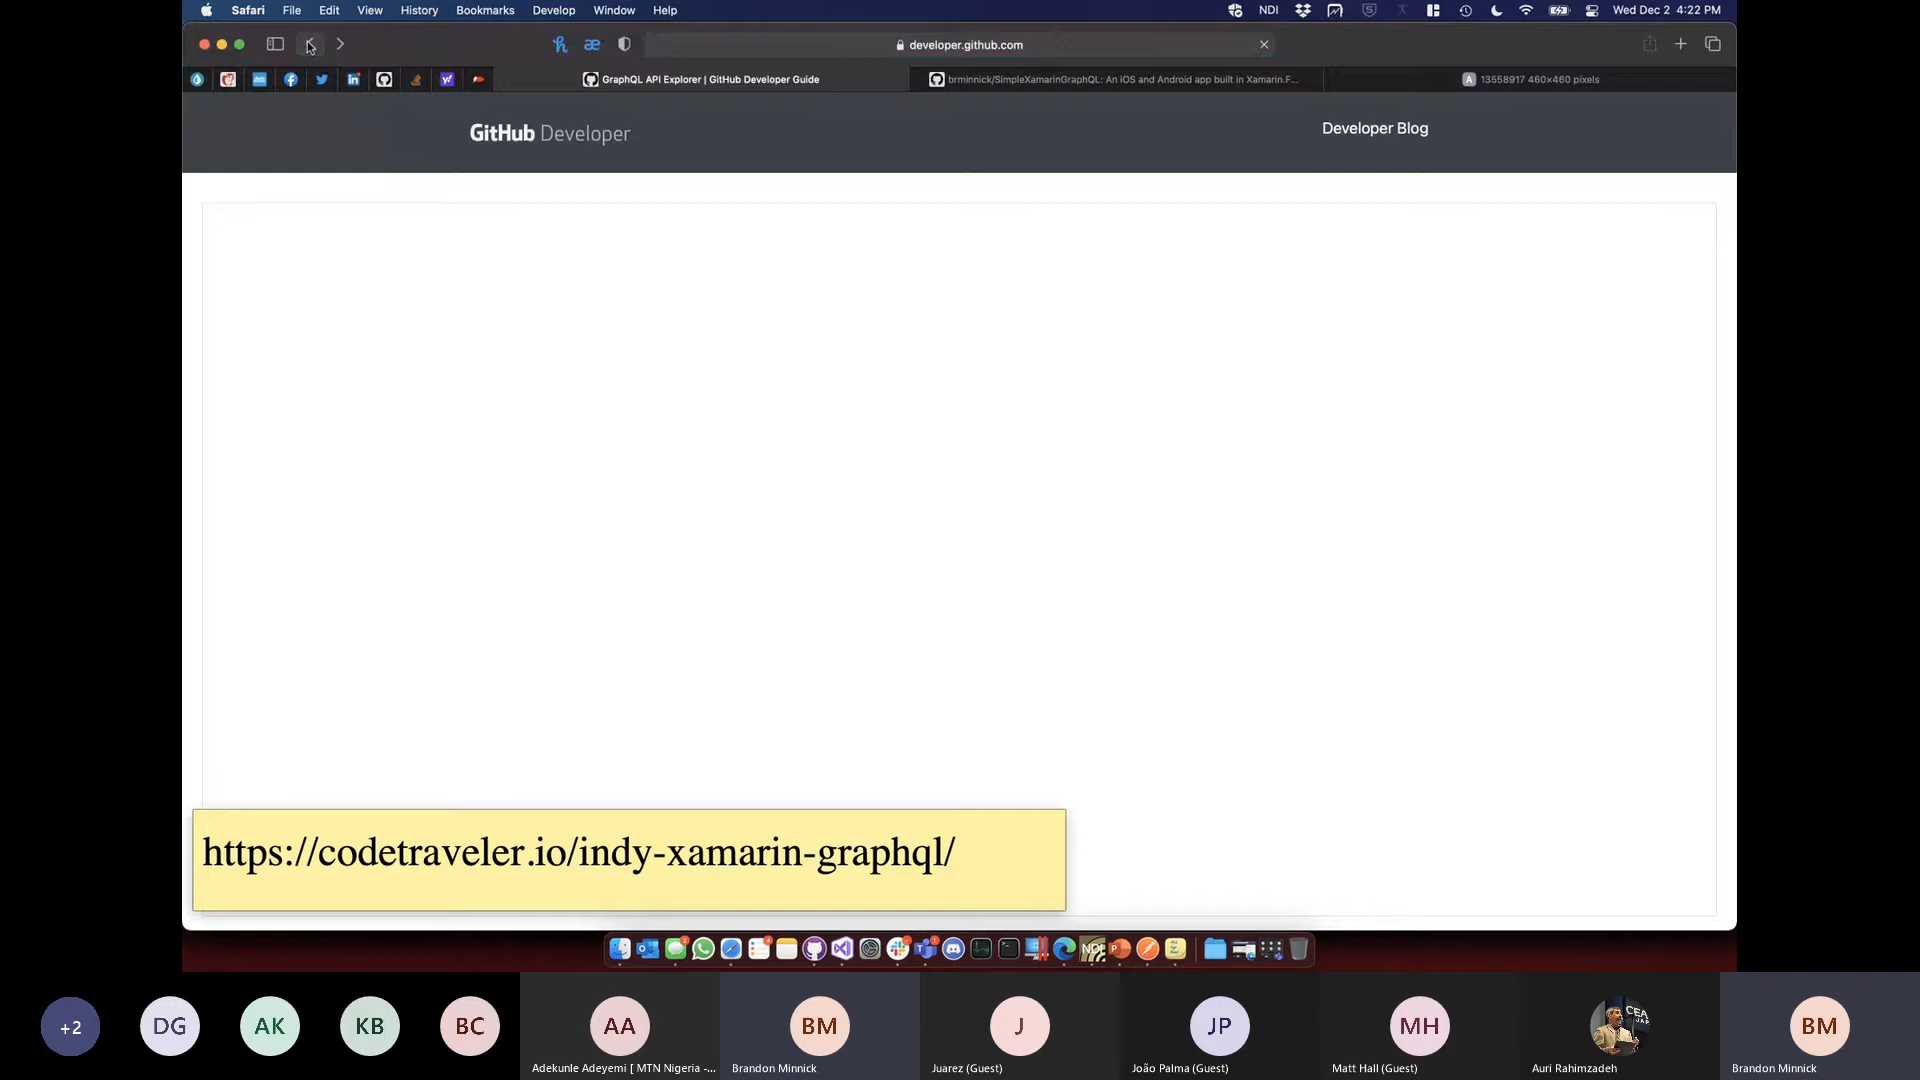 Safari File Edit View History Bookmarks Develop Window Help NDI Wed Dec 2 4:22 PM
developer.github.com
GraphQL API Explorer | GitHub Developer Guide
brminnick/SimpleXamarinGraphQL: An iOS and Android app built in Xamarin.F...
A 13558917 460×460 pixels
GitHub Developer
Developer Blog
https://codetraveler.io/indy-xamarin-graphql/
+2 DG AK KB BC AA BM J JP MH BM
Adekunle Adeyemi [ MTN Nigeria -... Brandon Minnick Juarez (Guest) João Palma (Guest) Matt Hall (Guest) Auri Rahimzadeh Brandon Minnick